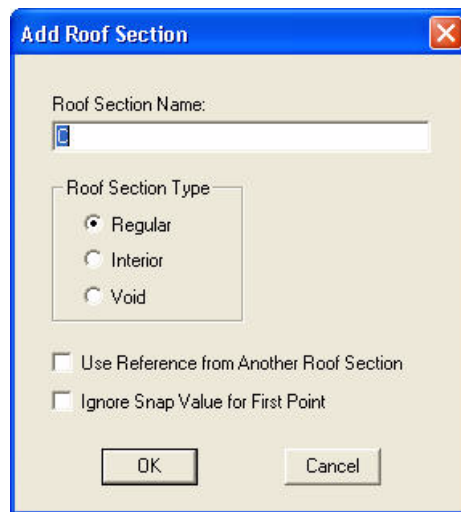 Add Roof Section
Roof Section Name:
C
Roof Section Type
Regular
Interior
Void
Use Reference from Another Roof Section
Ignore Snap Value for First Point
OK Cancel